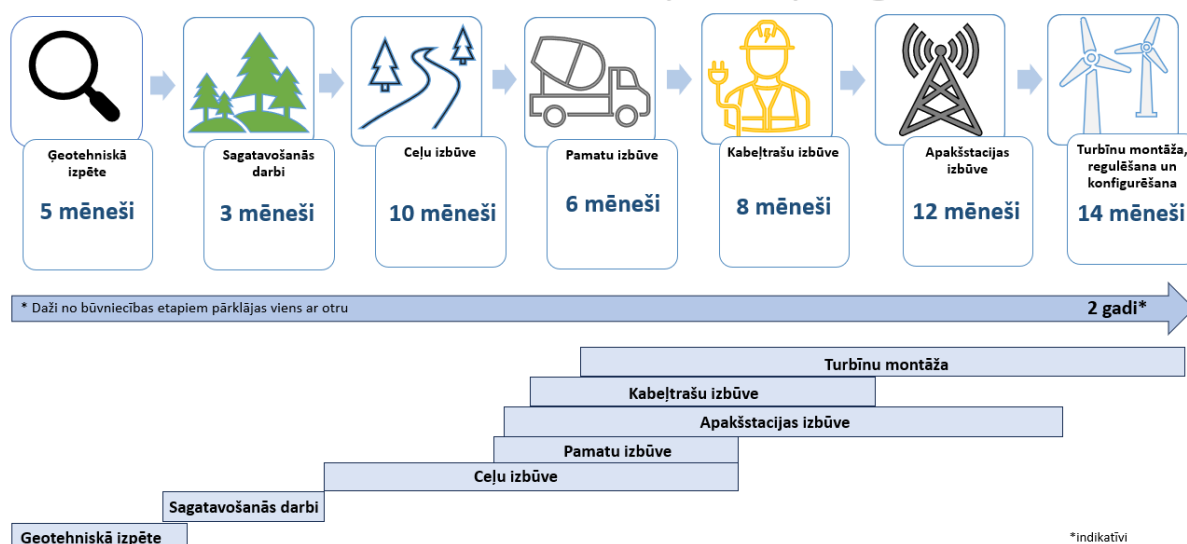 Ģeotehniskā
izpēte
5 mēneši
Sagatavošanās
darbi
3 mēneši
Ceļu izbūve
10 mēneši
Pamatu izbūve
6 mēneši
Kabeļtrašu izbūve
8 mēneši
Apakšstacijas
izbūve
12 mēneši
Turbīnu montāža,
regulēšana un
konfigurēšana
14 mēneši
* Daži no būvniecības etapiem pārklājas viens ar otru
2 gadi*
Turbīnu montāža
Kabeļtrašu izbūve
Apakšstacijas izbūve
Pamatu izbūve
Ceļu izbūve
Sagatavošanās darbi
Ģeotehniskā izpēte
*indikatīvi